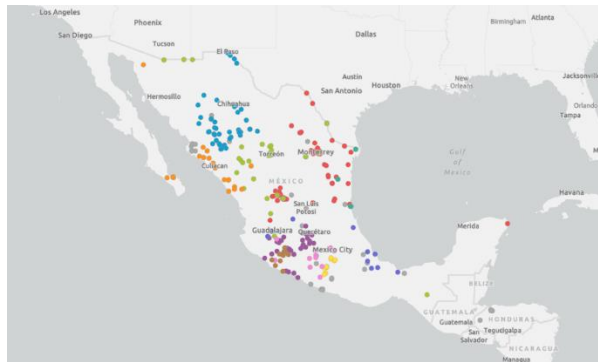 Los Angeles
Phoenix
San Diego
Tucson
Dallas
Birmingham
Atlanta
El Paso
Austin
Houston
San Antonio
New
Orleans
Jacksonville
Orlando
Tampa
Hermosillo
Chihuahua
Torreón
Monterrey
Culiacán
MÉXICO
Gulf
of
Mexico
San Luis
Potosí
Havana
Guadalajara
Querétaro
Mexico City
Merida
BELIZE
GUATEMALA
Guatemala
HONDURAS
San
Salvador
Tegucigalpa
NICARAGUA
Managua